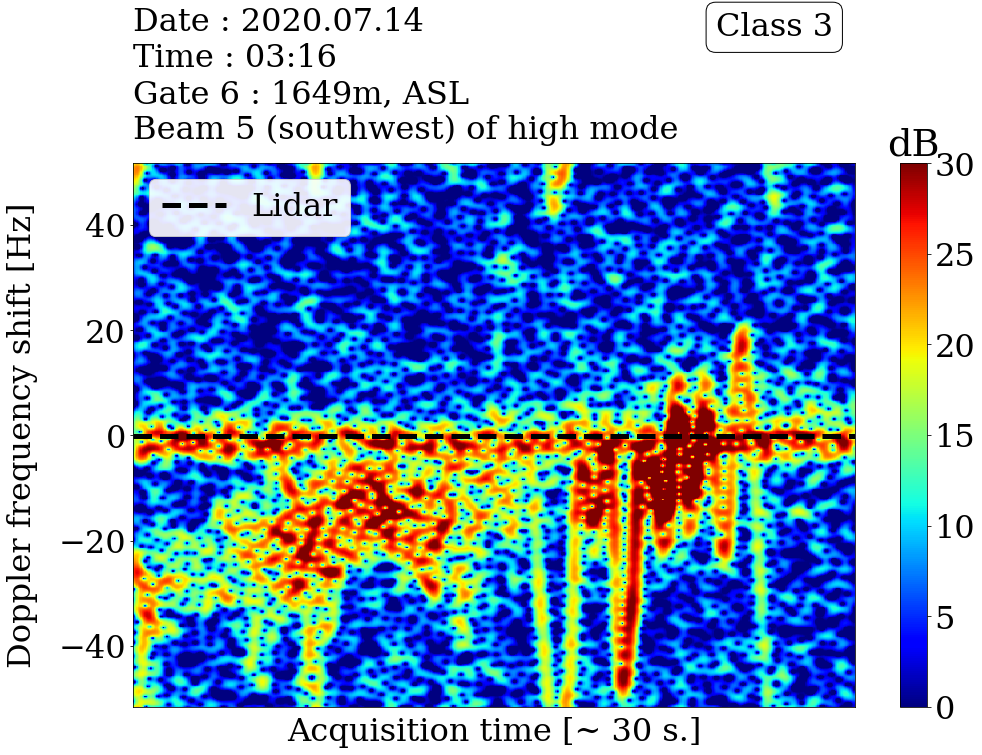 Date : 2020.07.14
Time : 03:16
Gate 6 : 1649m, ASL
Beam 5 (southwest) of high mode
Class 3
dB
Lidar
Doppler frequency shift [Hz]
40
20
0
−20
−40
30
25
20
15
10
5
0
Acquisition time [~ 30 s.]